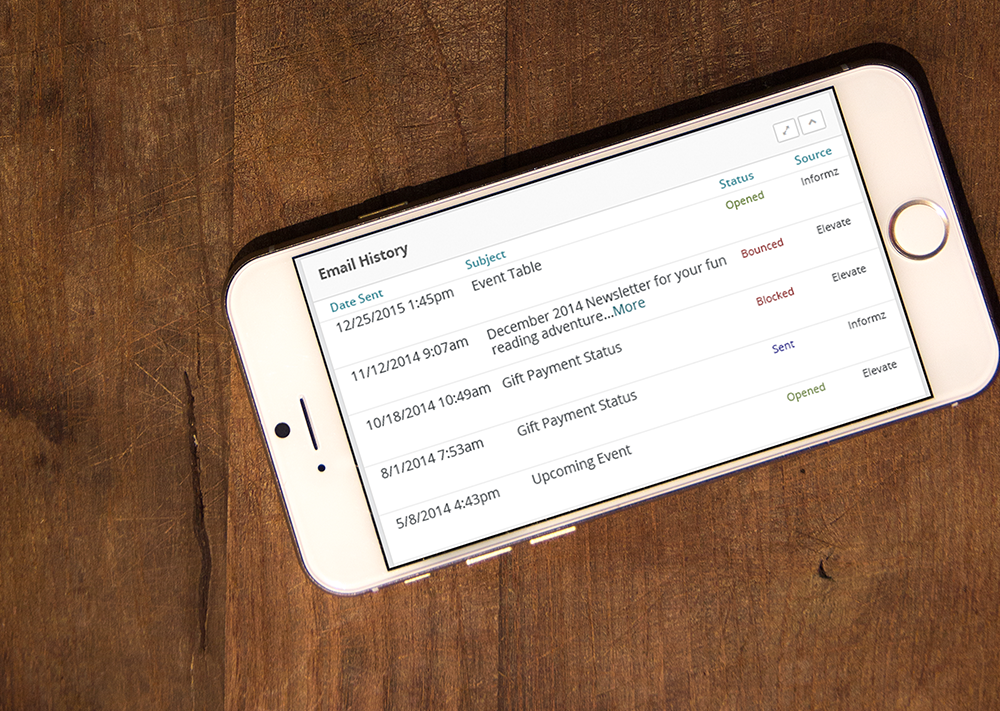 Email History
Date Sent Subject Status Source
12/25/2015 1:45pm Event Table Opened Informz
11/12/2014 9:07am December 2014 Newsletter for your fun Bounced Elevate
reading adventure...More
10/18/2014 10:49am Gift Payment Status Blocked Elevate
8/1/2014 7:53am Gift Payment Status Sent Informz
5/8/2014 4:43pm Upcoming Event Opened Elevate